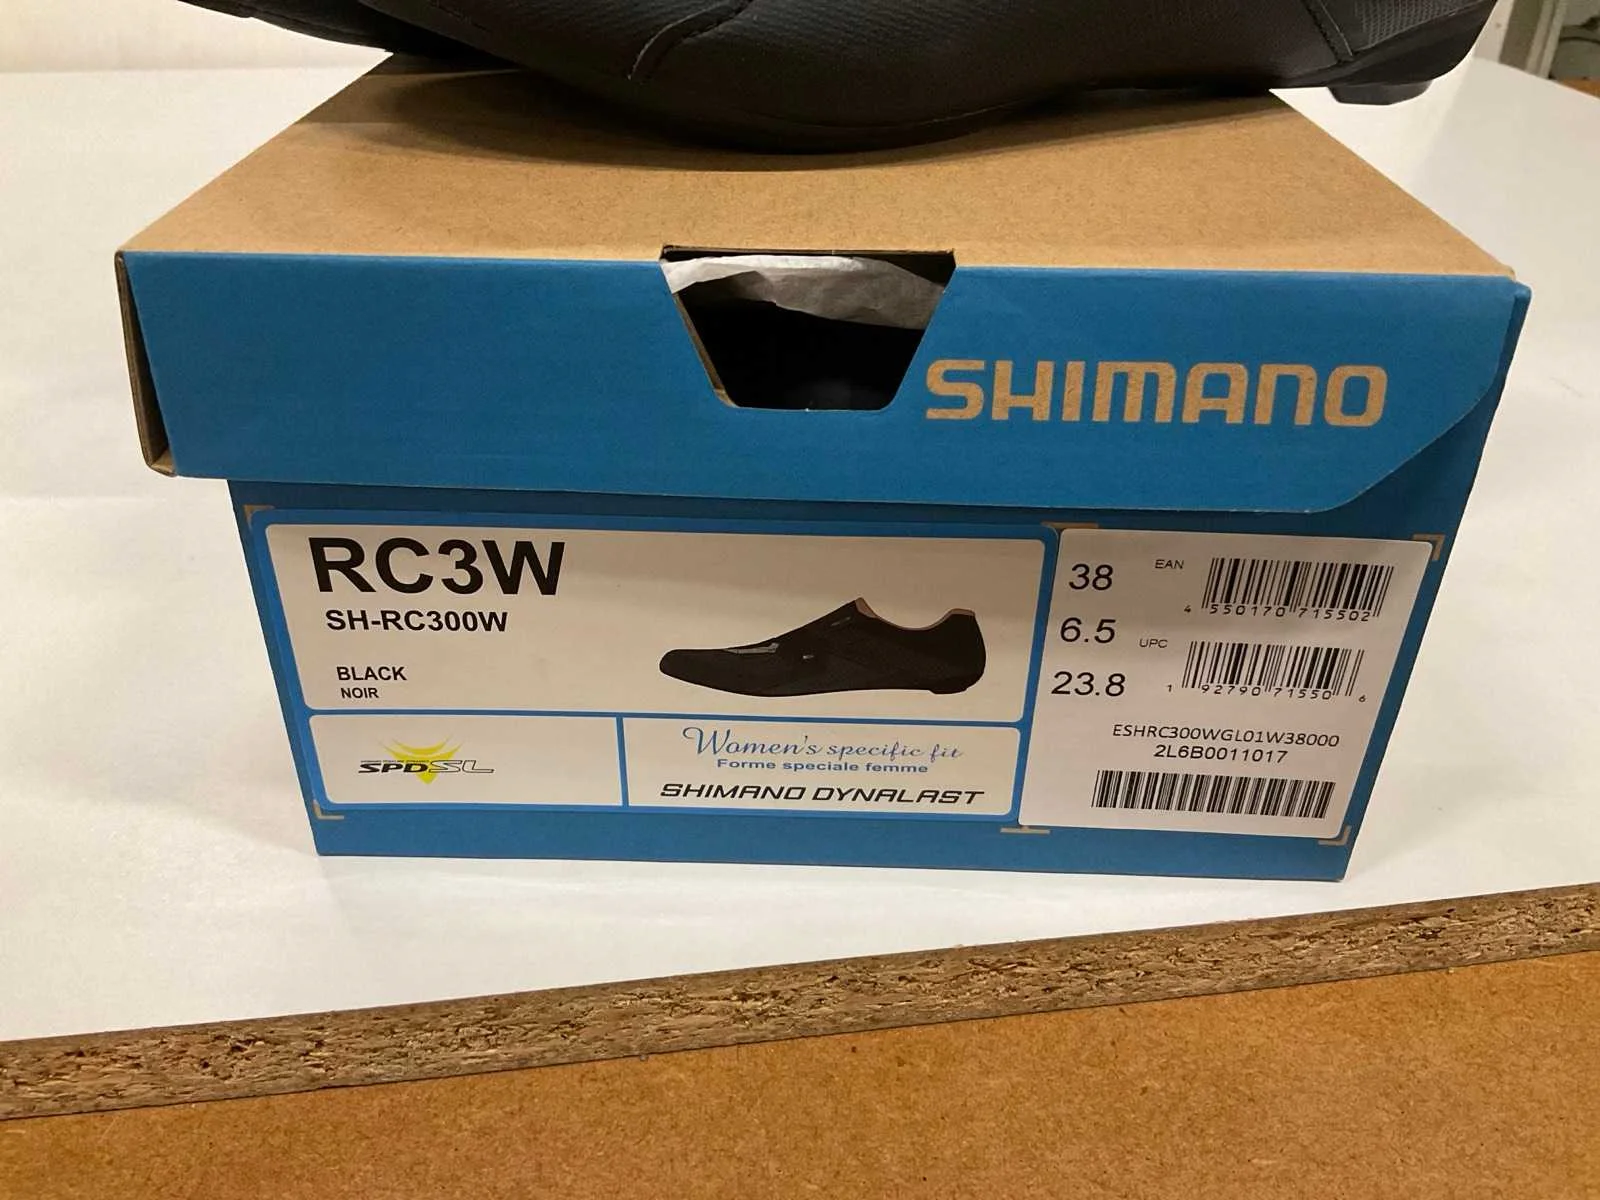 SHIMANO
RC3W
SH-RC300W
BLACK
NOIR
SPD-SL
Women's specific fit
Forme speciale femme
SHIMANO DYNALAST
38
EAN
4 550170 715502
6.5
UPC
1 92790 71550 6
23.8
ESHRC300WGL01W38000
2L6B0011017